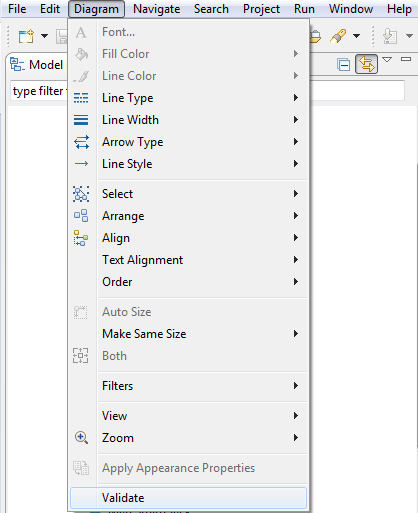 File Edit Diagram Navigate Search Project Run Window Help
Model
type filter
Font...
Fill Color
Line Color
Line Type
Line Width
Arrow Type
Line Style
Select
Arrange
Align
Text Alignment
Order
Auto Size
Make Same Size
Both
Filters
View
Zoom
Apply Appearance Properties
Validate